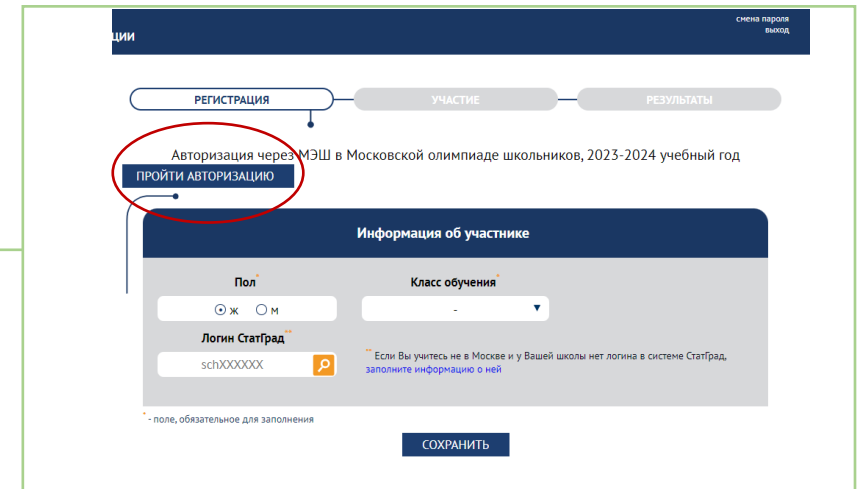 смена пароля
выход
ции
РЕГИСТРАЦИЯ
УЧАСТИЕ
РЕЗУЛЬТАТЫ
Авторизация через МЭШ в Московской олимпиаде школьников, 2023-2024 учебный год
ПРОЙТИ АВТОРИЗАЦИЮ
Информация об участнике
Пол*
Класс обучения*
ж м
-
Логин СтатГрад**
schXXXXXX
** Если Вы учитесь не в Москве и у Вашей школы нет логина в системе СтатГрад,
заполните информацию о ней
* - поле, обязательное для заполнения
СОХРАНИТЬ